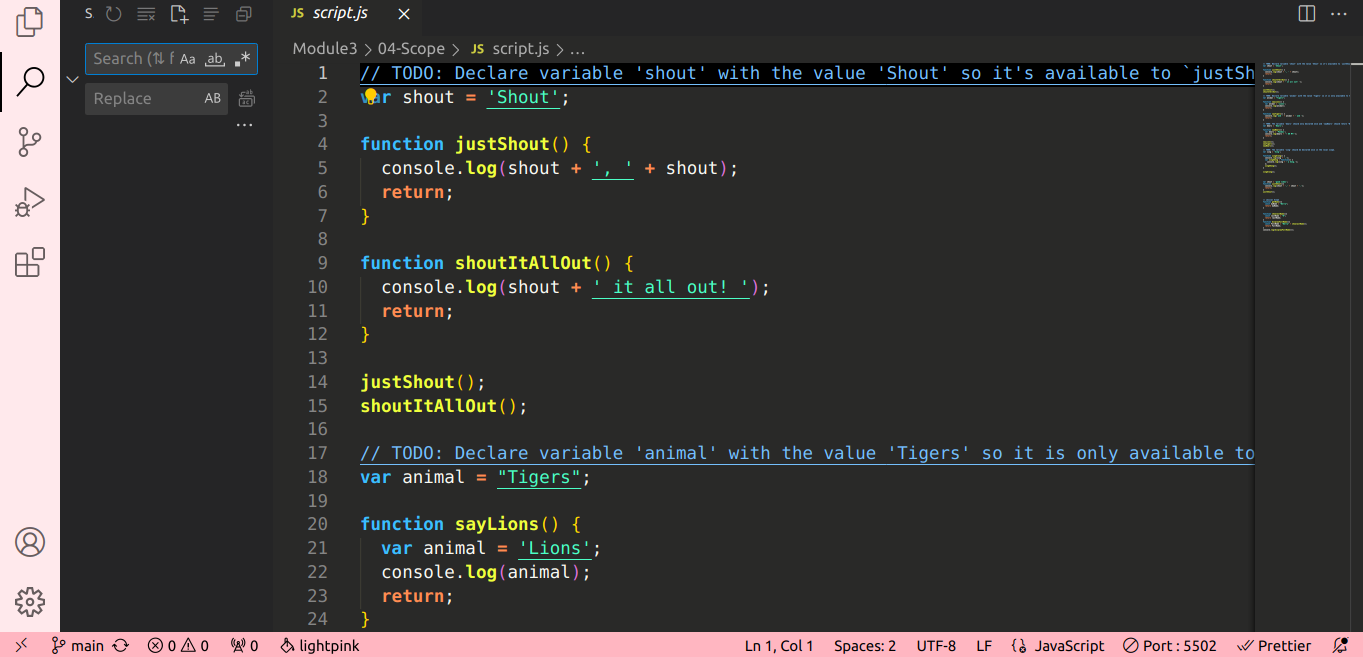 S
JS script.js
Search (⇅ f Aa ab .*
Module3 > 04-Scope > JS script.js > ...
Replace AB
1 // TODO: Declare variable 'shout' with the value 'Shout' so it's available to `justSh
2 var shout = 'Shout';
3
4 function justShout() {
5 console.log(shout + ', ' + shout);
6 return;
7 }
8
9 function shoutItAllOut() {
10 console.log(shout + ' it all out! ');
11 return;
12 }
13
14 justShout();
15 shoutItAllOut();
16
17 // TODO: Declare variable 'animal' with the value 'Tigers' so it is only available to
18 var animal = "Tigers";
19
20 function sayLions() {
21 var animal = 'Lions';
22 console.log(animal);
23 return;
24 }
main 0 0 0 lightpink Ln 1, Col 1 Spaces: 2 UTF-8 LF {} JavaScript Port : 5502 Prettier